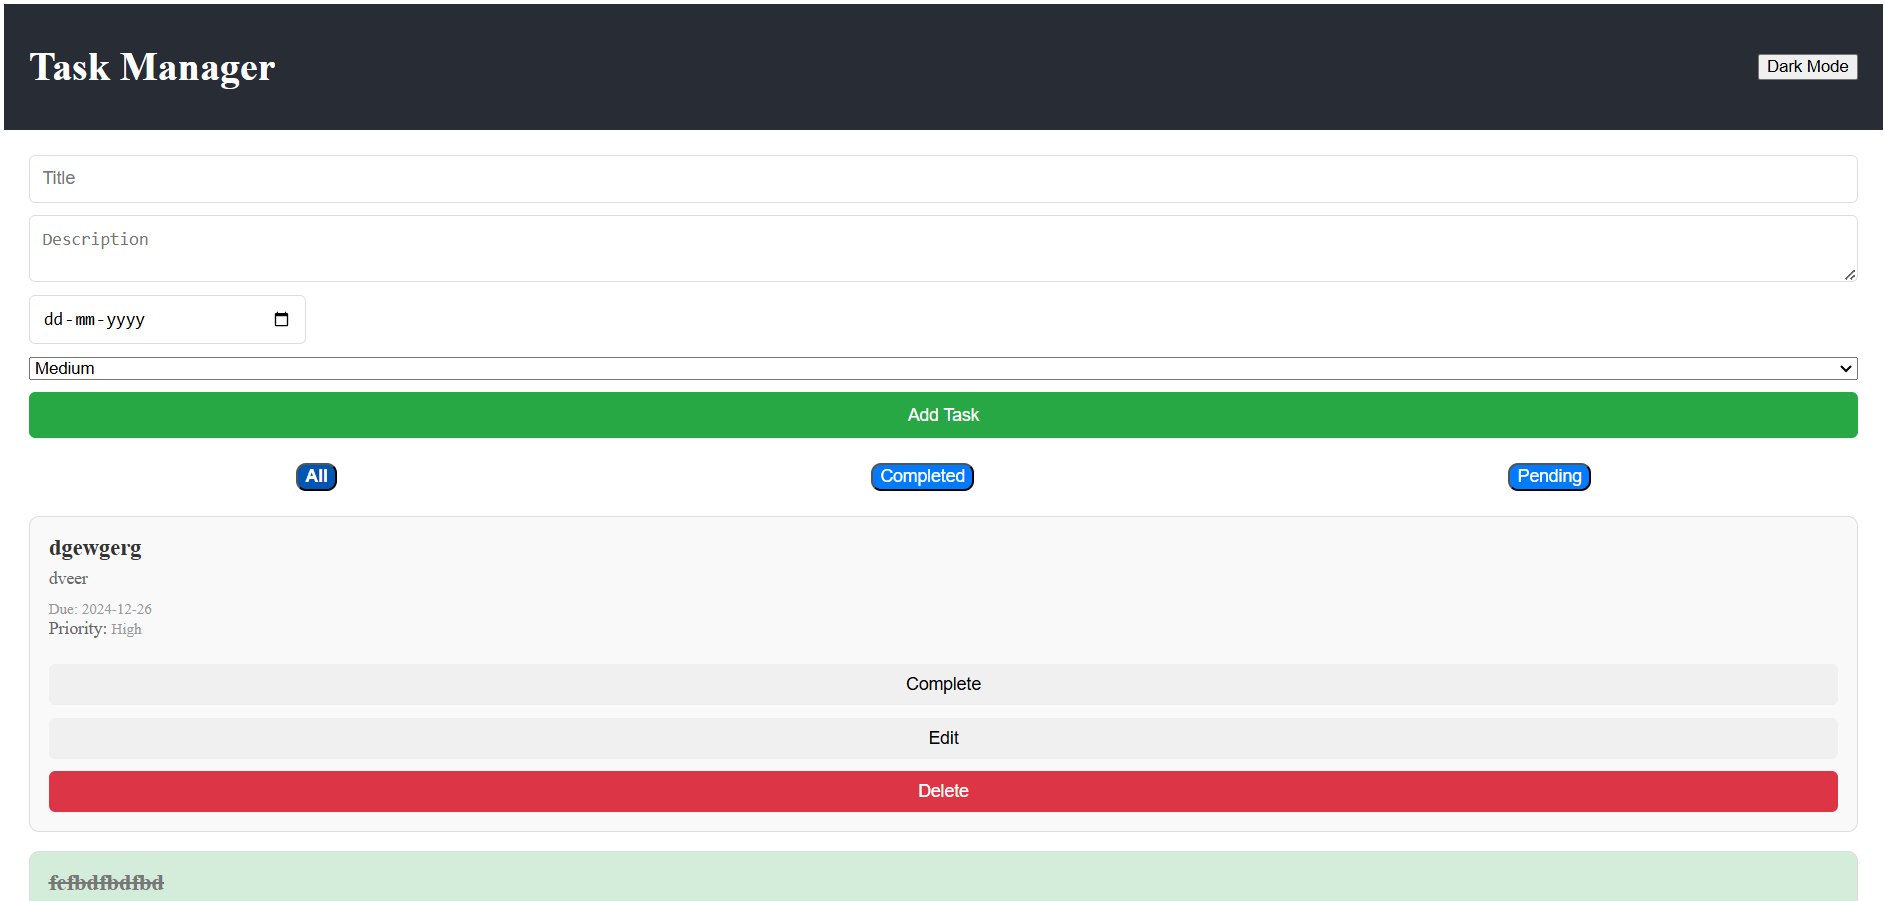 Task Manager
Dark Mode
Title
Description
dd-mm-yyyy
Medium
Add Task
All
Completed
Pending
dgewgerg
dveer
Due: 2024-12-26
Priority: High
Complete
Edit
Delete
fefbdfbdfbd